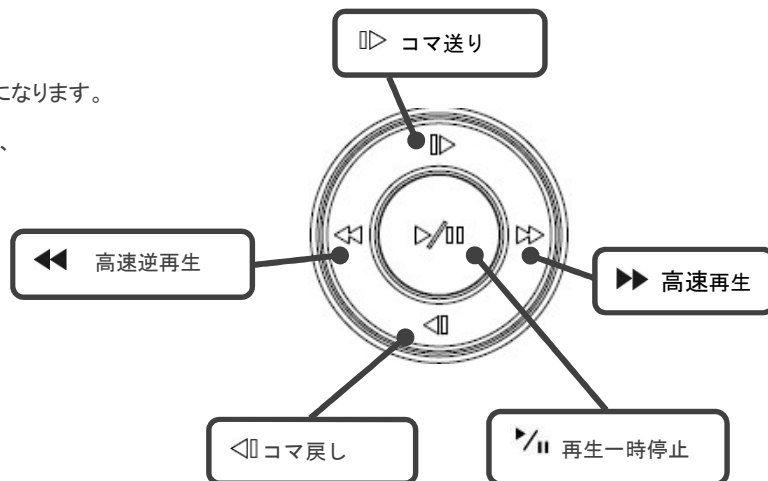 コマ送り
になります。
、
高速逆再生
高速再生
コマ戻し
再生一時停止